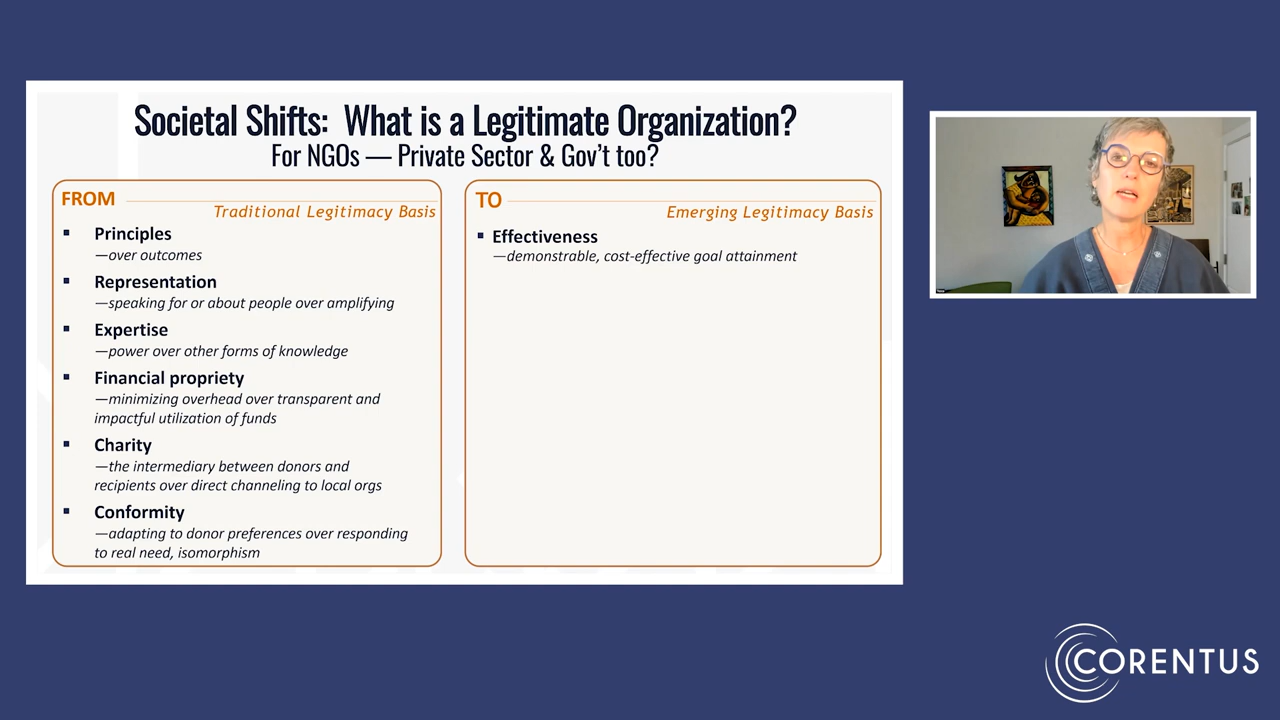 Societal Shifts: What is a Legitimate Organization?
For NGOs — Private Sector & Gov't too?
FROM
Traditional Legitimacy Basis
▪ Principles
—over outcomes
▪ Representation
—speaking for or about people over amplifying
▪ Expertise
—power over other forms of knowledge
▪ Financial propriety
—minimizing overhead over transparent and
impactful utilization of funds
▪ Charity
—the intermediary between donors and
recipients over direct channeling to local orgs
▪ Conformity
—adapting to donor preferences over responding
to real need, isomorphism
TO
Emerging Legitimacy Basis
▪ Effectiveness
—demonstrable, cost-effective goal attainment
CORENTUS